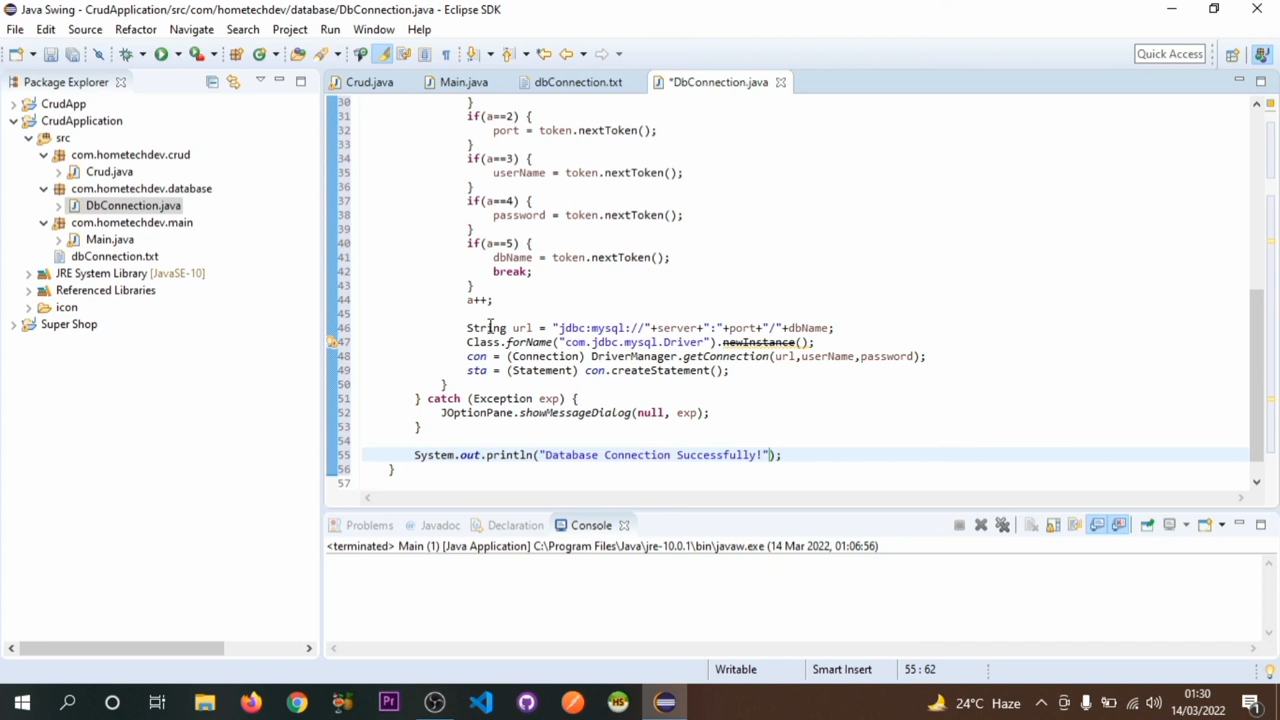 Java Swing - CrudApplication/src/com/hometechdev/database/DbConnection.java - Eclipse SDK
File Edit Source Refactor Navigate Search Project Run Window Help
Quick Access
Package Explorer
CrudApp
CrudApplication
src
com.hometechdev.crud
Crud.java
com.hometechdev.database
DbConnection.java
com.hometechdev.main
Main.java
dbConnection.txt
JRE System Library [JavaSE-10]
Referenced Libraries
icon
Super Shop
Crud.java Main.java dbConnection.txt *DbConnection.java
30 }
31 if(a==2) {
32 port = token.nextToken();
33 }
34 if(a==3) {
35 userName = token.nextToken();
36 }
37 if(a==4) {
38 password = token.nextToken();
39 }
40 if(a==5) {
41 dbName = token.nextToken();
42 break;
43 }
44 a++;
45
46 String url = "jdbc:mysql://"+server+":"+port+"/"+dbName;
47 Class.forName("com.jdbc.mysql.Driver").newInstance();
48 con = (Connection) DriverManager.getConnection(url,userName,password);
49 sta = (Statement) con.createStatement();
50 }
51 } catch (Exception exp) {
52 JOptionPane.showMessageDialog(null, exp);
53 }
54
55 System.out.println("Database Connection Successfully!");
56 }
57
Problems Javadoc Declaration Console
<terminated> Main (1) [Java Application] C:\Program Files\Java\jre-10.0.1\bin\javaw.exe (14 Mar 2022, 01:06:56)
Writable Smart Insert 55 : 62
Pr
HS
24°C Haze
01:30
14/03/2022
1